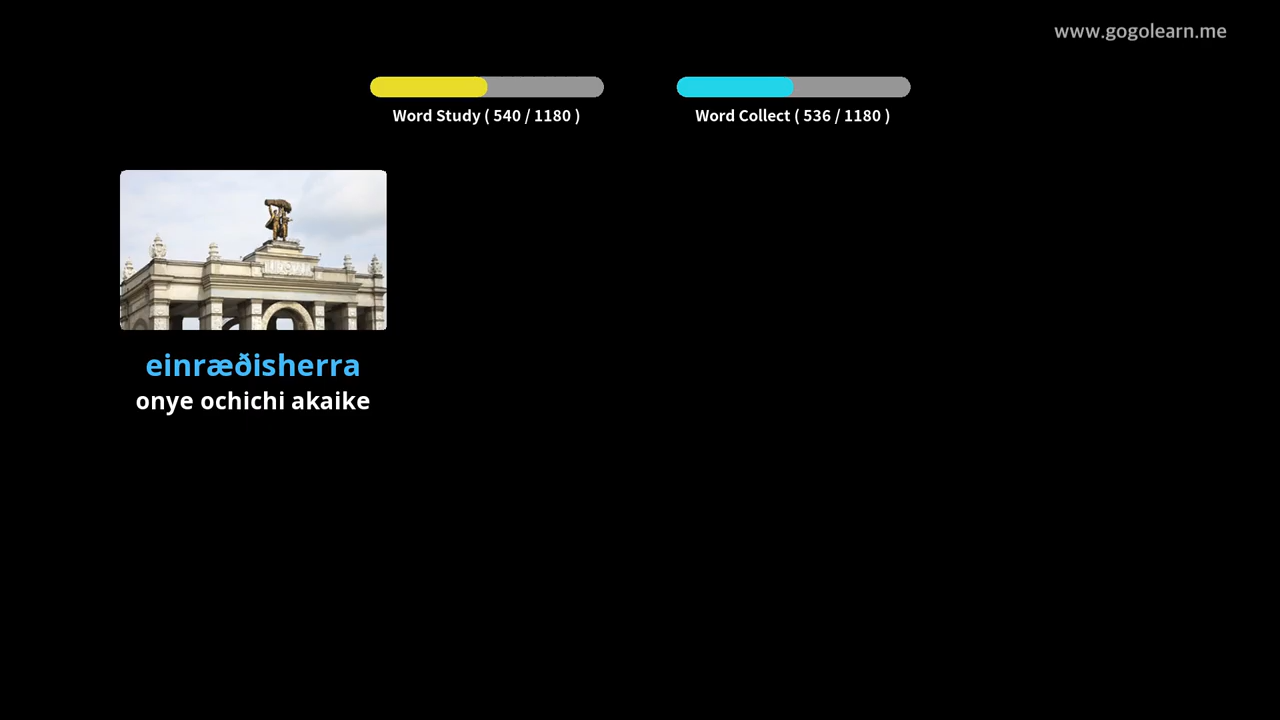 www.gogolearn.me
Word Study ( 540 / 1180 )
Word Collect ( 536 / 1180 )
einræðisherra
onye ochichi akaike